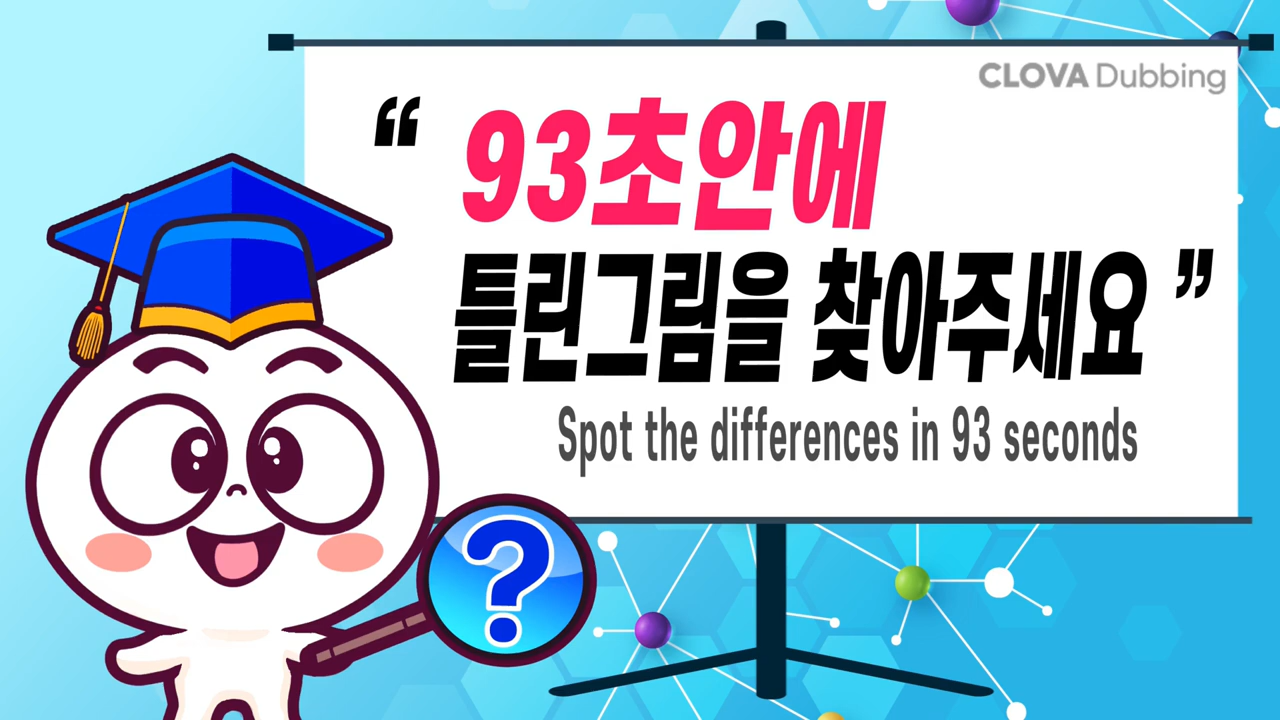 CLOVA Dubbing
“ 93초안에
틀린그림을 찾아주세요 ”
Spot the differences in 93 seconds
?